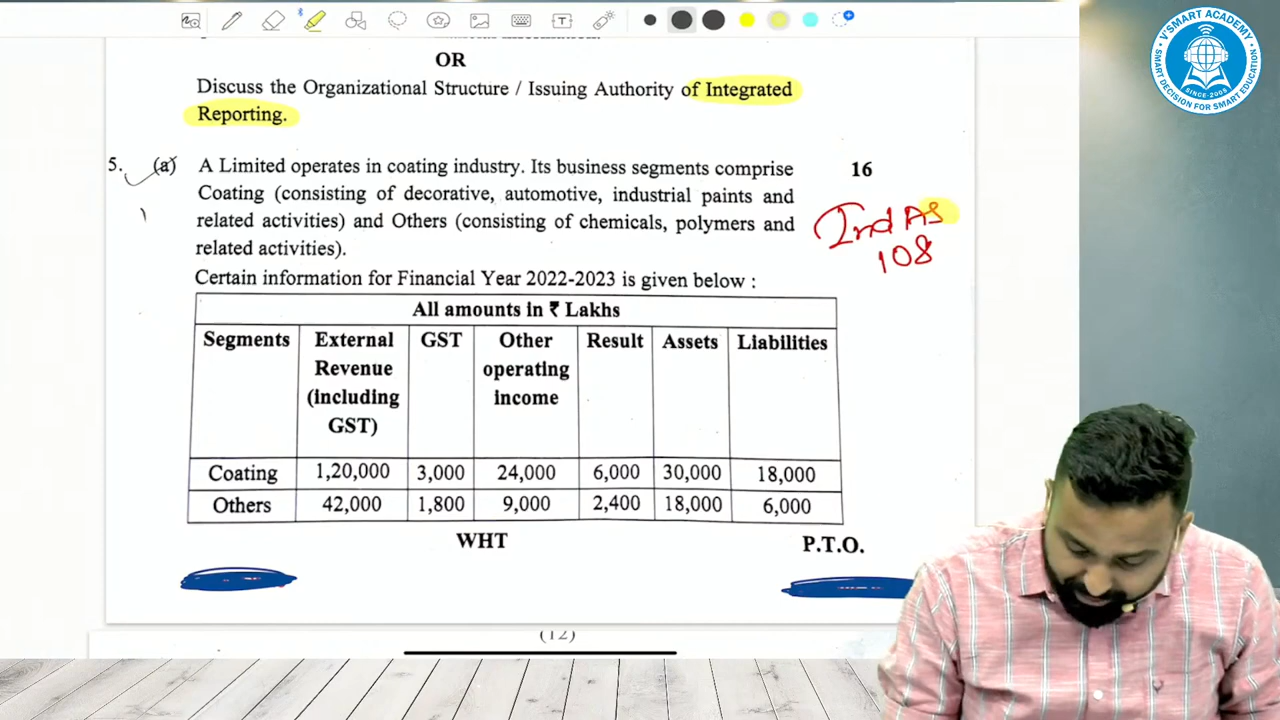 OR
Discuss the Organizational Structure / Issuing Authority of Integrated
Reporting.
5. (a) A Limited operates in coating industry. Its business segments comprise 16
Coating (consisting of decorative, automotive, industrial paints and
related activities) and Others (consisting of chemicals, polymers and
related activities).
Ind AS
108
Certain information for Financial Year 2022-2023 is given below :
All amounts in ₹ Lakhs
Segments External Revenue (including GST) GST Other operating income Result Assets Liabilities
Coating 1,20,000 3,000 24,000 6,000 30,000 18,000
Others 42,000 1,800 9,000 2,400 18,000 6,000
WHT P.T.O.
(12)
V'SMART ACADEMY
SINCE-2005
SMART DECISION FOR SMART EDUCATION